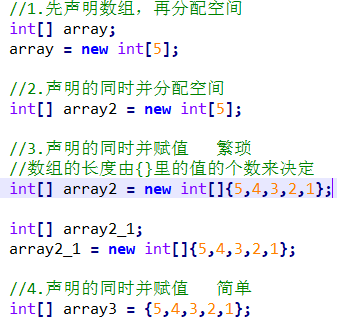 //1.先声明数组，再分配空间
int[] array;
array = new int[5];
//2.声明的同时并分配空间
int[] array2 = new int[5];
//3.声明的同时并赋值   繁琐
//数组的长度由{}里的值的个数来决定
int[] array2 = new int[]{5,4,3,2,1};
int[] array2_1;
array2_1 = new int[]{5,4,3,2,1};
//4.声明的同时并赋值   简单
int[] array3 = {5,4,3,2,1};